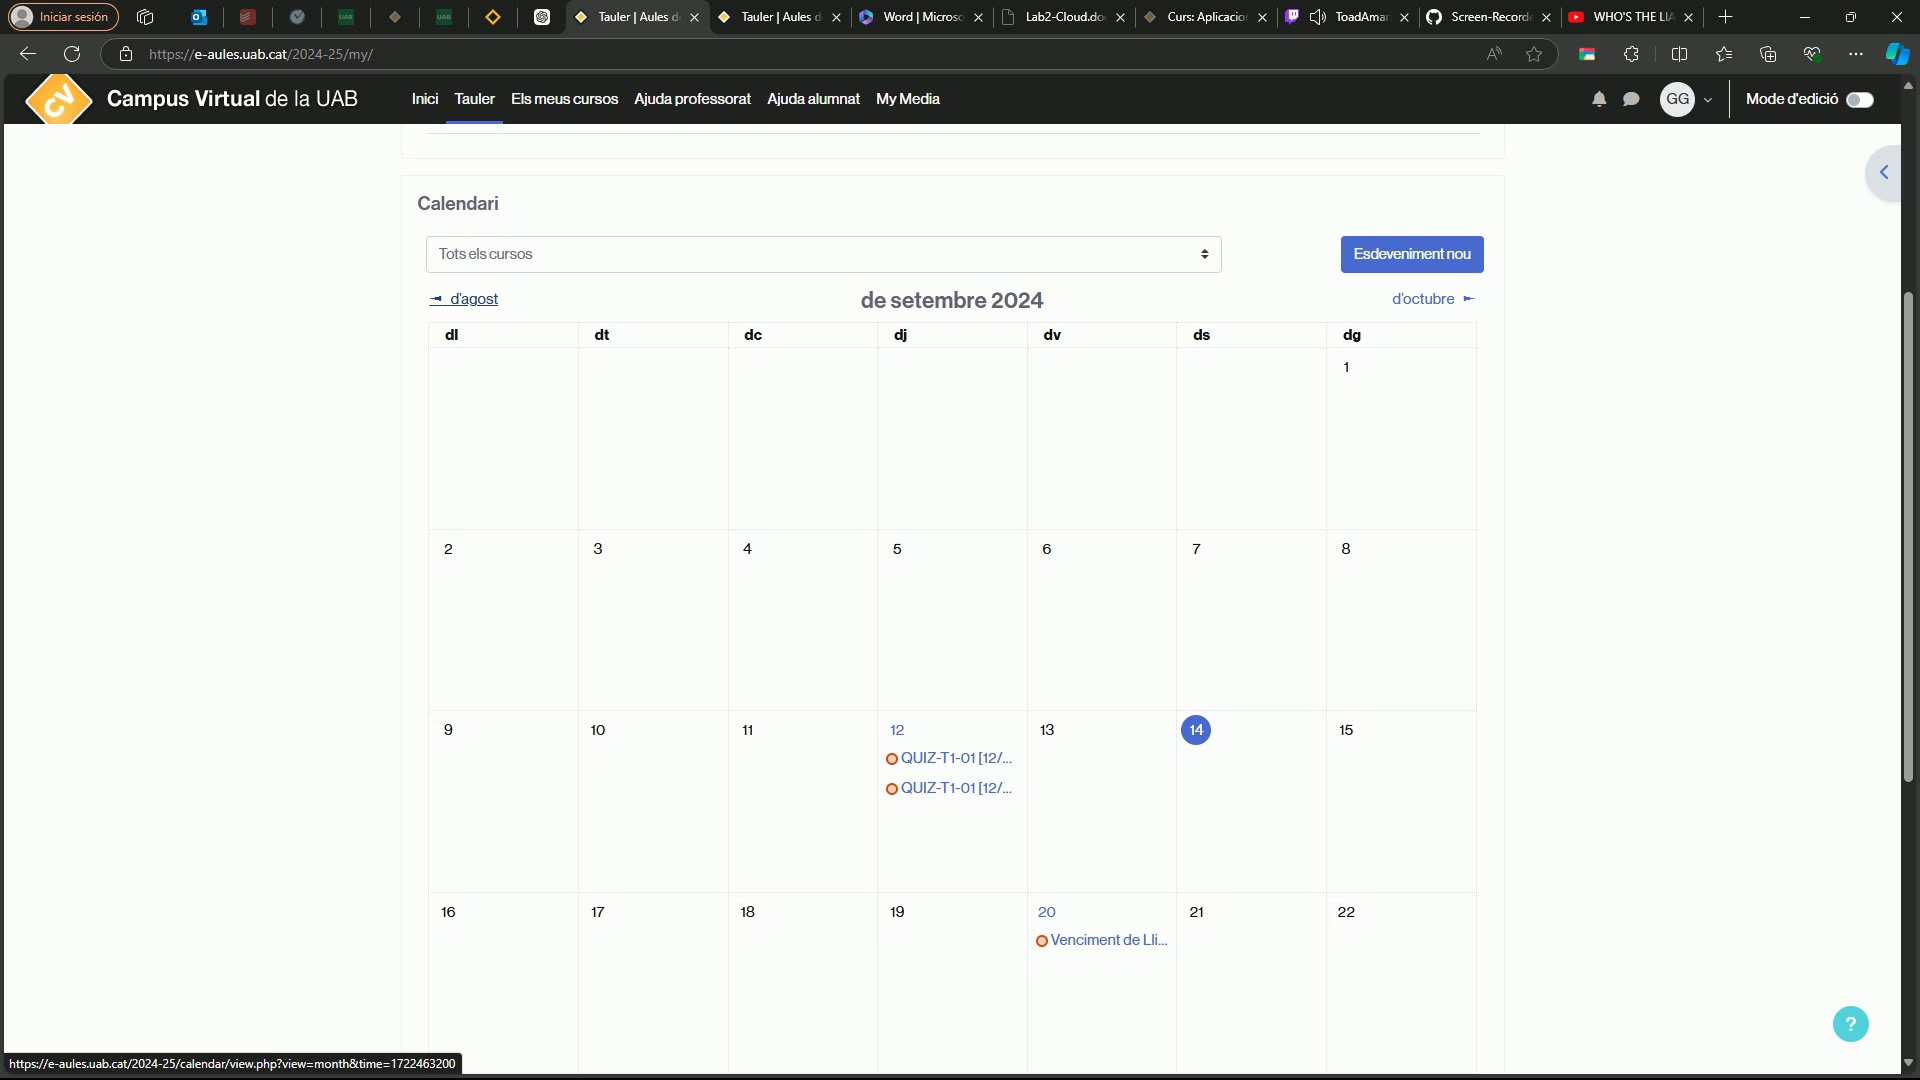 Iniciar sesión
Tauler | Aules d
Tauler | Aules d
Word | Micros
Lab2-Cloud.do
Curs: Aplicacio
ToadAma
Screen-Record
WHO'S THE LIA
https://e-aules.uab.cat/2024-25/my/
CV
Campus Virtual de la UAB
Inici
Tauler
Els meus cursos
Ajuda professorat
Ajuda alumnat
My Media
GG
Mode d'edició
Calendari
Tots els cursos
Esdeveniment nou
◄ d'agost
de setembre 2024
d'octubre ►
dl dt dc dj dv ds dg
1
2 3 4 5 6 7 8
9 10 11 12 13 14 15
QUIZ-T1-01 [12/...
QUIZ-T1-01 [12/...
16 17 18 19 20 21 22
Venciment de Lli...
?
https://e-aules.uab.cat/2024-25/calendar/view.php?view=month&time=1722463200